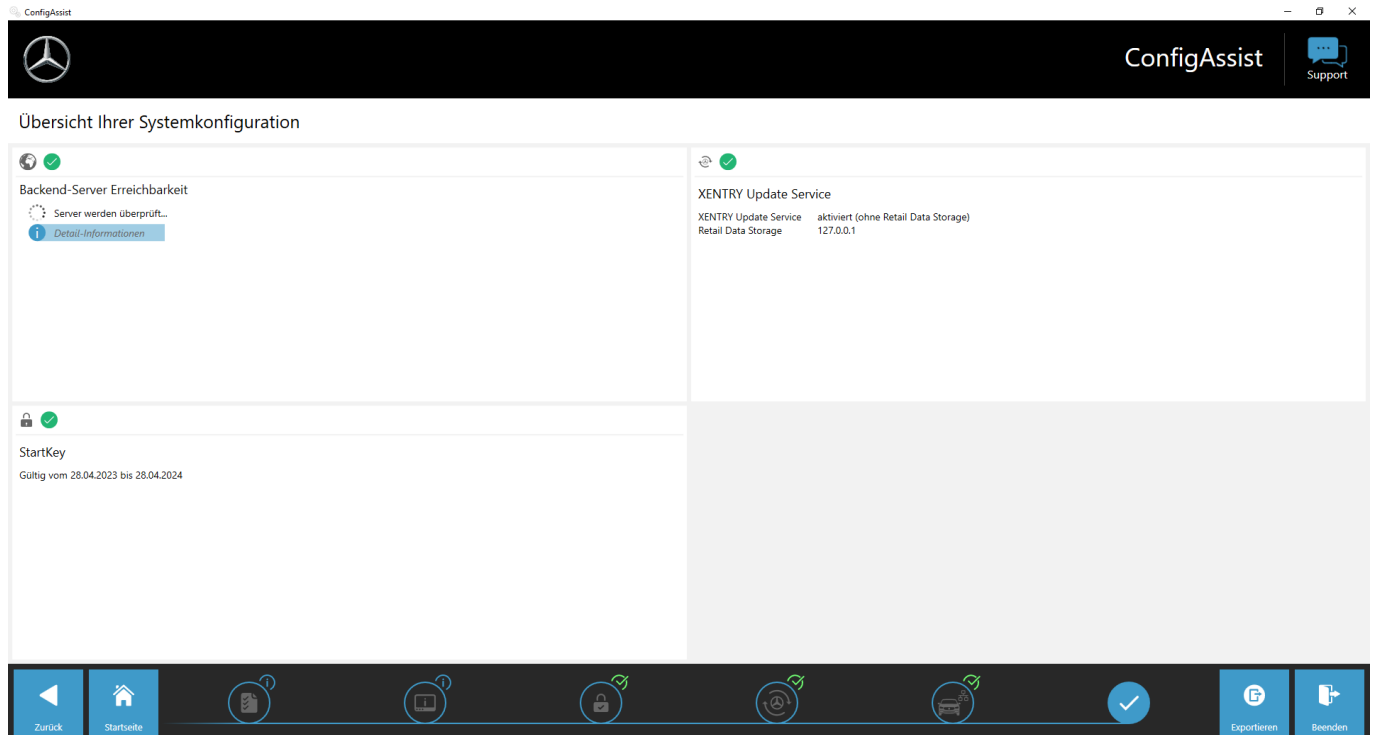 ConfigAssist
ConfigAssist
Support
Übersicht Ihrer Systemkonfiguration
Backend-Server Erreichbarkeit
Server werden überprüft...
Detail-Informationen
XENTRY Update Service
XENTRY Update Service aktiviert (ohne Retail Data Storage)
Retail Data Storage 127.0.0.1
StartKey
Gültig vom 28.04.2023 bis 28.04.2024
Zurück
Startseite
Exportieren
Beenden